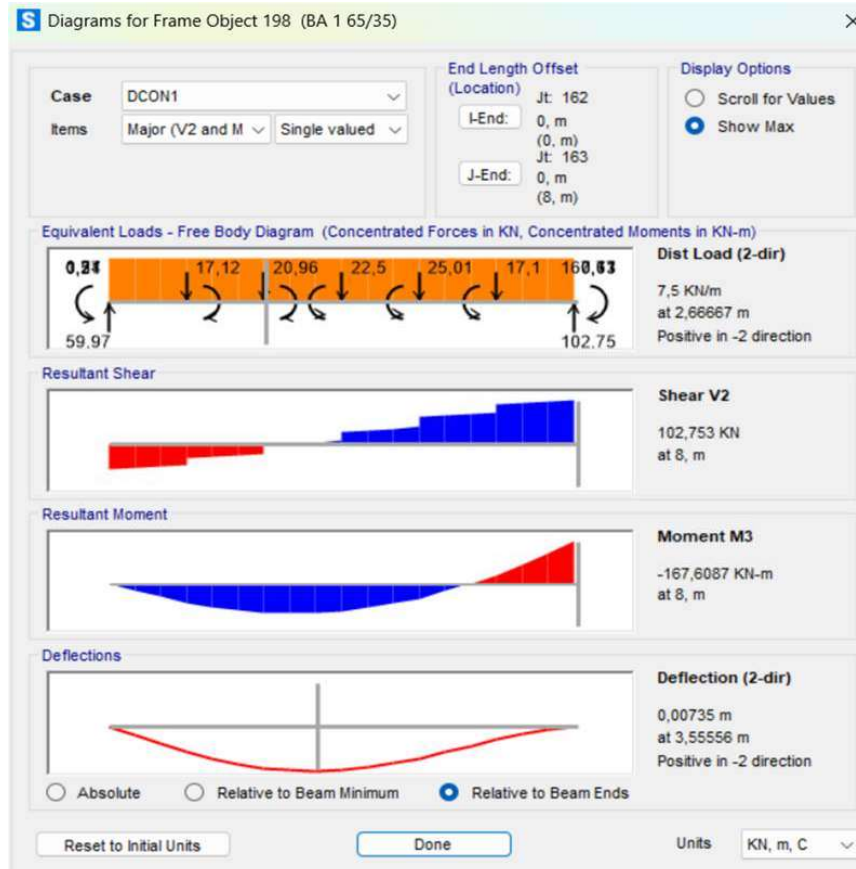 Diagrams for Frame Object 198 (BA 1 65/35)
Case DCON1
Items Major (V2 and M Single valued
End Length Offset
(Location)
Jt: 162
I-End: 0, m
(0, m)
Jt: 163
J-End: 0, m
(8, m)
Display Options
Scroll for Values
Show Max
Equivalent Loads - Free Body Diagram (Concentrated Forces in KN, Concentrated Moments in KN-m)
17,12 20,96 22,5 25,01 17,1
59,97 102,75
Dist Load (2-dir)
7,5 KN/m
at 2,66667 m
Positive in -2 direction
Resultant Shear
Shear V2
102,753 KN
at 8, m
Resultant Moment
Moment M3
-167,6087 KN-m
at 8, m
Deflections
Deflection (2-dir)
0,00735 m
at 3,55556 m
Positive in -2 direction
Absolute Relative to Beam Minimum Relative to Beam Ends
Reset to Initial Units Done Units KN, m, C